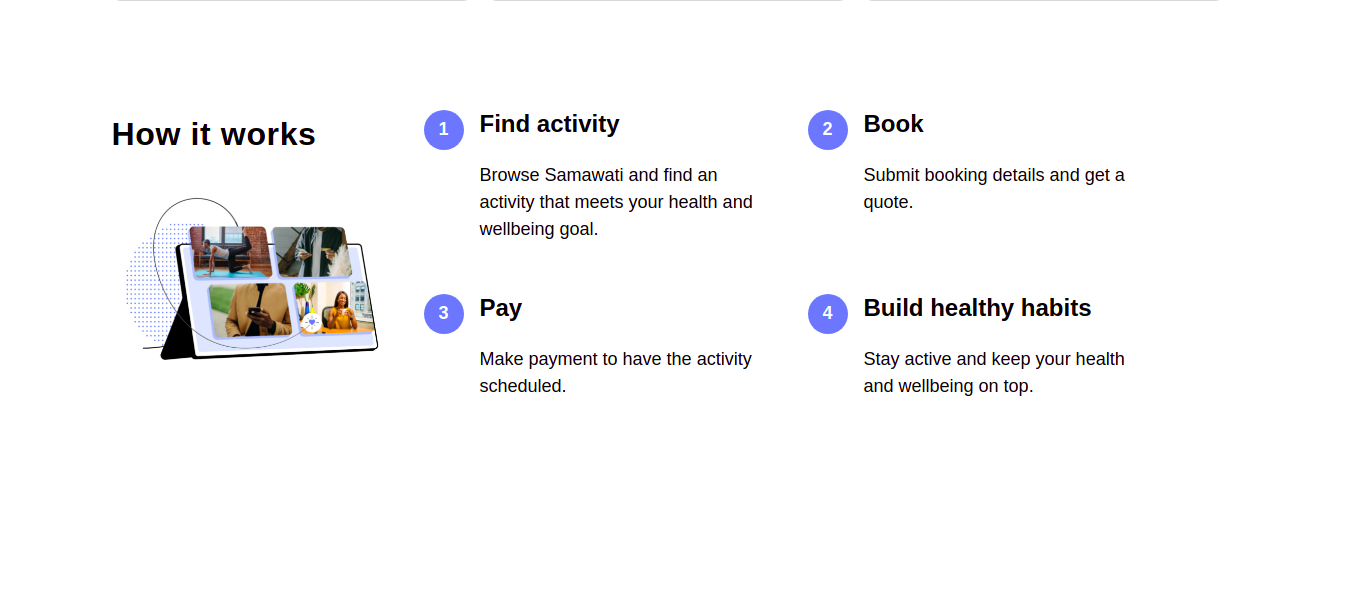 How it works
1
Find activity
Browse Samawati and find an
activity that meets your health and
wellbeing goal.
2
Book
Submit booking details and get a
quote.
3
Pay
Make payment to have the activity
scheduled.
4
Build healthy habits
Stay active and keep your health
and wellbeing on top.